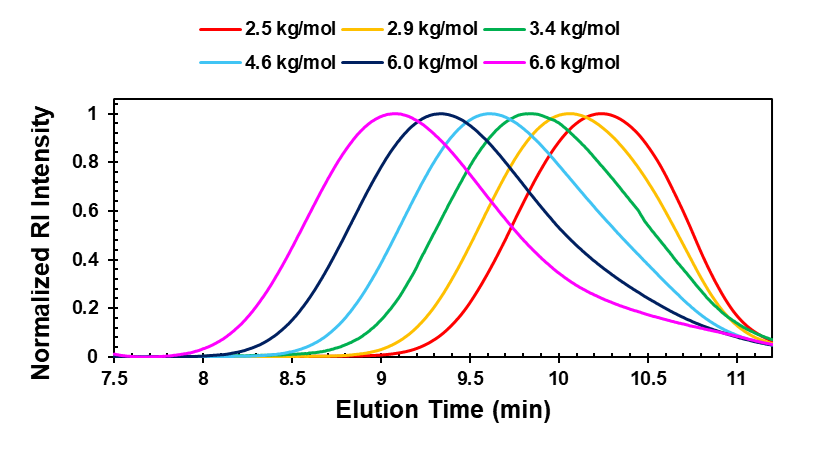 2.5 kg/mol 2.9 kg/mol 3.4 kg/mol
4.6 kg/mol 6.0 kg/mol 6.6 kg/mol
Normalized RI Intensity
1
0.8
0.6
0.4
0.2
0
7.5 8 8.5 9 9.5 10 10.5 11
Elution Time (min)